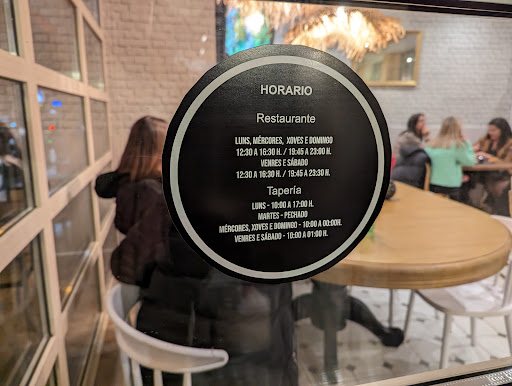 HORARIO
Restaurante
LUNS, MÉRCORES, XOVES E DOMINGO
12:30 A 16:30 H. / 19:45 A 23:00 H.
VENRES E SÁBADO
12:30 A 16:30 H. / 19:45 A 23:30 H.
Tapería
LUNS - 10:00 A 17:00 H.
MARTES - PECHADO
MÉRCORES, XOVES E DOMINGO - 10:00 A 00:00H.
VENRES E SÁBADO - 10:00 A 01:00 H.